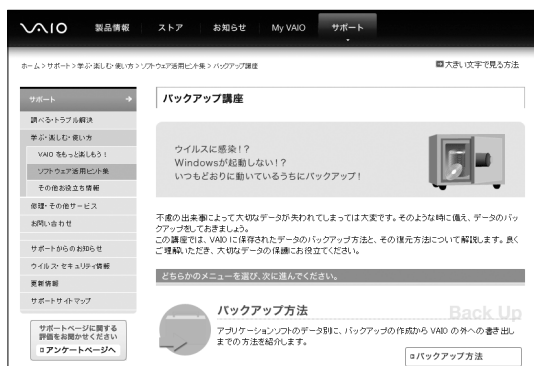 VAIO 製品情報 ストア お知らせ My VAIO サポート
ホーム > サポート > 学ぶ・楽しむ・使い方 > ソフトウェア活用ヒント集 > バックアップ講座
大きい文字で見る方法
サポート
調べる・トラブル解決
学ぶ・楽しむ・使い方
VAIO をもっと楽しもう!
ソフトウェア活用ヒント集
その他お役立ち情報
修理・その他サービス
お問い合わせ
サポートからのお知らせ
ウイルス・セキュリティ情報
更新情報
サポートサイトマップ
サポートページに関する
評価をお聞かせください
アンケートページへ
バックアップ講座
ウイルスに感染!?
Windowsが起動しない!?
いつもどおりに動いているうちにバックアップ!
不慮の出来事によって大切なデータが失われてしまっては大変です。そのような時に備え、データのバッ
クアップをしておきましょう。
この講座では、VAIO に保存されたデータのバックアップ方法と、その復元方法について解説します。良く
ご理解いただき、大切なデータの保護にお役立てください。
どちらかのメニューを選び、次に進んでください。
バックアップ方法
Back Up
アプリケーションソフトのデータ別に、バックアップの作成から VAIO の外への書き出し
までの方法を紹介します。
バックアップ方法